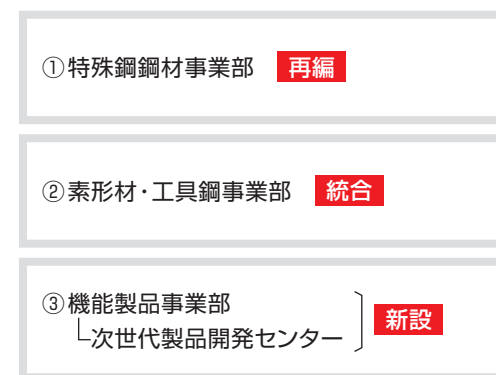 ①特殊鋼鋼材事業部 再編
②素形材・工具鋼事業部 統合
③機能製品事業部
└次世代製品開発センター 新設